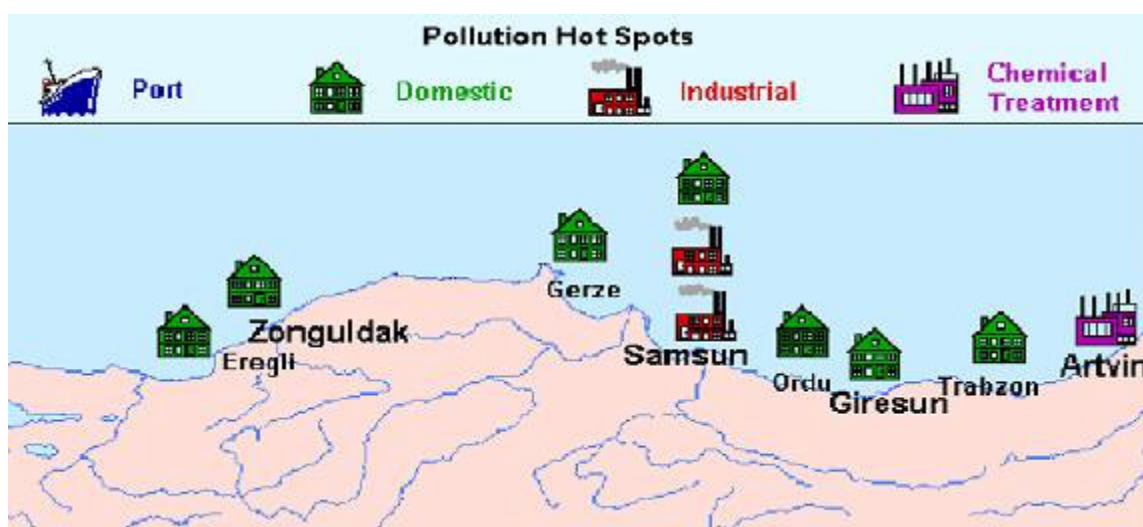 Pollution Hot Spots
Port
Domestic
Industrial
Chemical
Treatment
Gerze
Zonguldak
Eregli
Samsun
Ordu
Giresun
Trabzon
Artvin